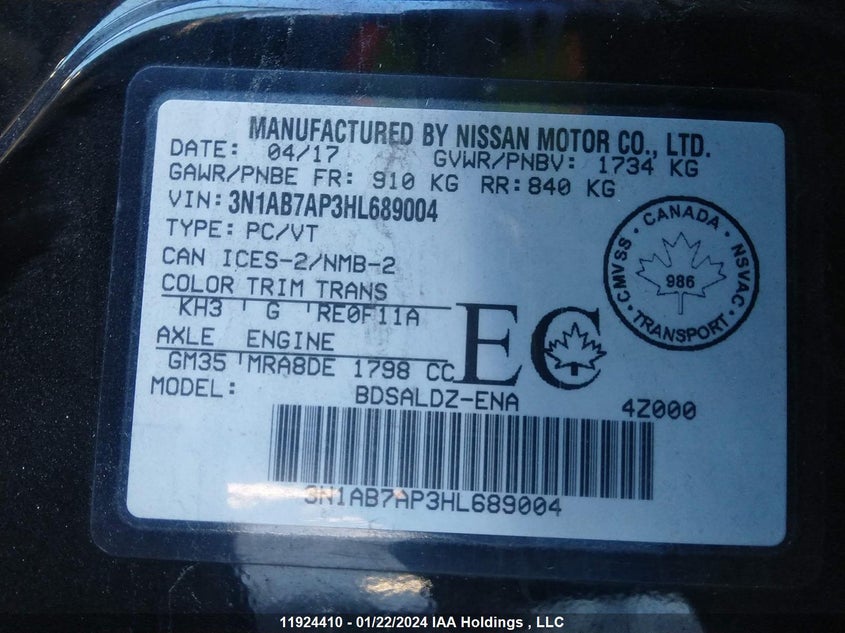 MANUFACTURED BY NISSAN MOTOR CO., LTD.
DATE: 04/17 GVWR/PNBV: 1734 KG
GAWR/PNBE FR: 910 KG RR: 840 KG
VIN: 3N1AB7AP3HL689004
TYPE: PC/VT
CAN ICES-2/NMB-2
COLOR TRIM TRANS
KH3 G RE0F11A
AXLE ENGINE
GM35 MRA8DE 1798 CC
EC
CANADA
CMVSS NSVAC
986
TRANSPORT
MODEL: BDSALDZ-ENA 4Z000
3N1AB7AP3HL689004
11924410 - 01/22/2024 IAA Holdings , LLC